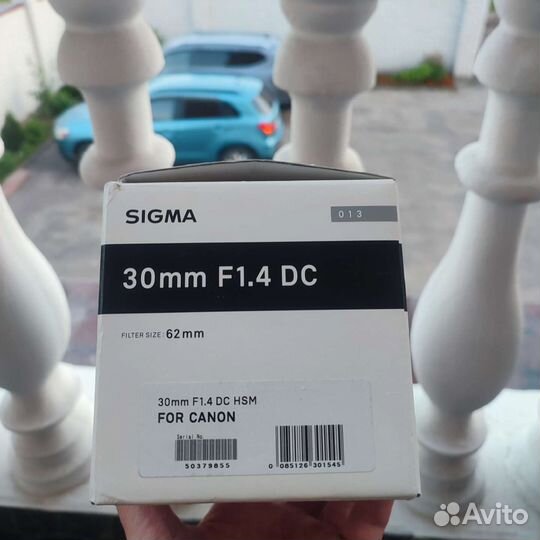 SIGMA
013
30mm F1.4 DC
FILTER SIZE: 62mm
30mm F1.4 DC HSM
FOR CANON
Serial No.
50379855
0 085126 301545
Avito